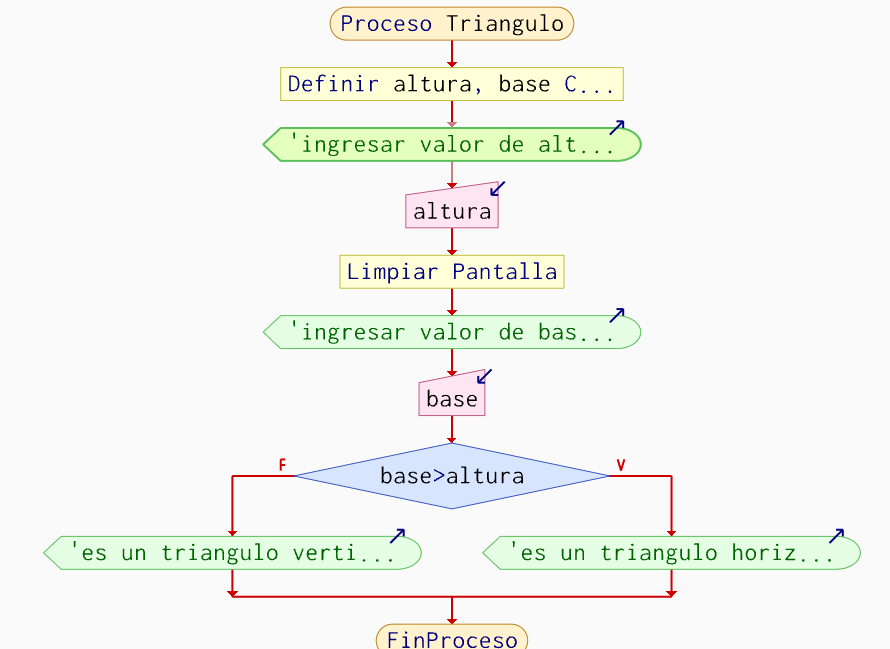 Proceso Triangulo
Definir altura, base C...
'ingresar valor de alt...
altura
Limpiar Pantalla
'ingresar valor de bas...
base
F
base>altura
V
'es un triangulo verti...
'es un triangulo horiz...
FinProceso